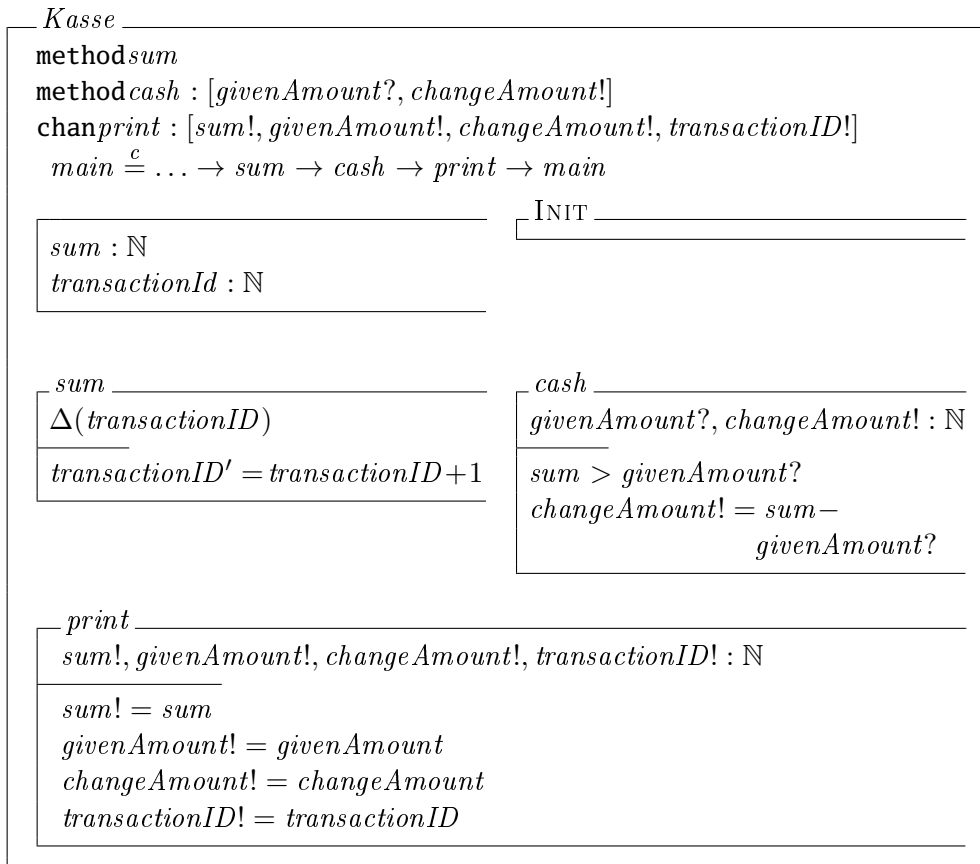 Kasse
method sum
method cash : [givenAmount?, changeAmount!]
chan print : [sum!, givenAmount!, changeAmount!, transactionID!]
main c= … → sum → cash → print → main
sum : ℕ
transactionId : ℕ
INIT
sum
Δ(transactionID)
transactionID′ = transactionID+1
cash
givenAmount?, changeAmount! : ℕ
sum > givenAmount?
changeAmount! = sum−
givenAmount?
print
sum!, givenAmount!, changeAmount!, transactionID! : ℕ
sum! = sum
givenAmount! = givenAmount
changeAmount! = changeAmount
transactionID! = transactionID